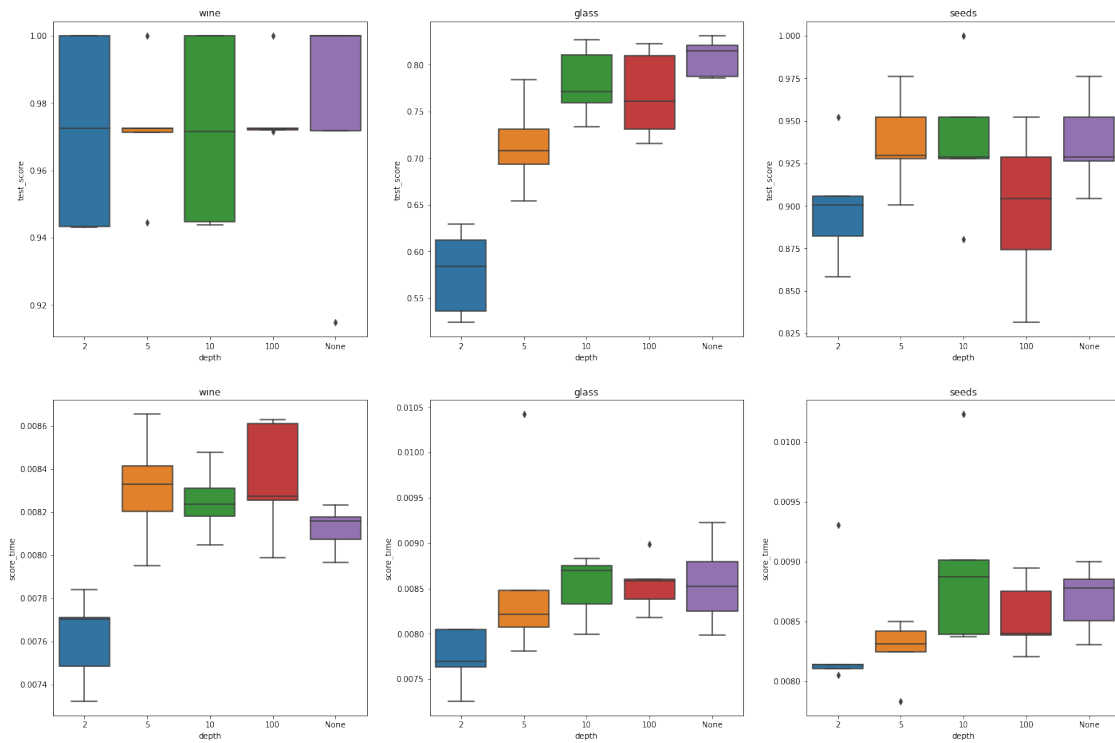 wine
1.00
0.98
0.96
0.94
0.92
test_score
2 5 10 100 None
depth
glass
0.80
0.75
0.70
0.65
0.60
0.55
test_score
2 5 10 100 None
depth
seeds
1.000
0.975
0.950
0.925
0.900
0.875
0.850
0.825
test_score
2 5 10 100 None
depth
wine
0.0086
0.0084
0.0082
0.0080
0.0078
0.0076
0.0074
score_time
2 5 10 100 None
depth
glass
0.0105
0.0100
0.0095
0.0090
0.0085
0.0080
0.0075
score_time
2 5 10 100 None
depth
seeds
0.0100
0.0095
0.0090
0.0085
0.0080
score_time
2 5 10 100 None
depth